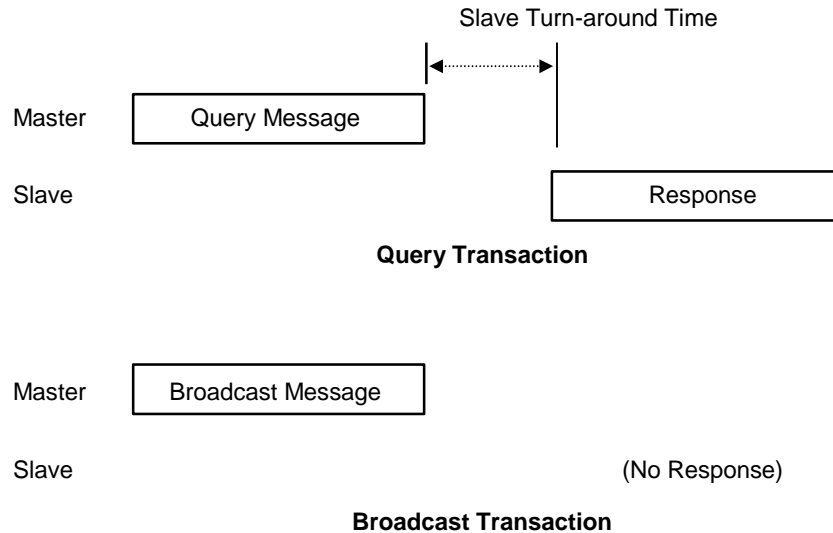 Slave Turn-around Time
Master Query Message
Slave Response
Query Transaction
Master Broadcast Message
Slave (No Response)
Broadcast Transaction